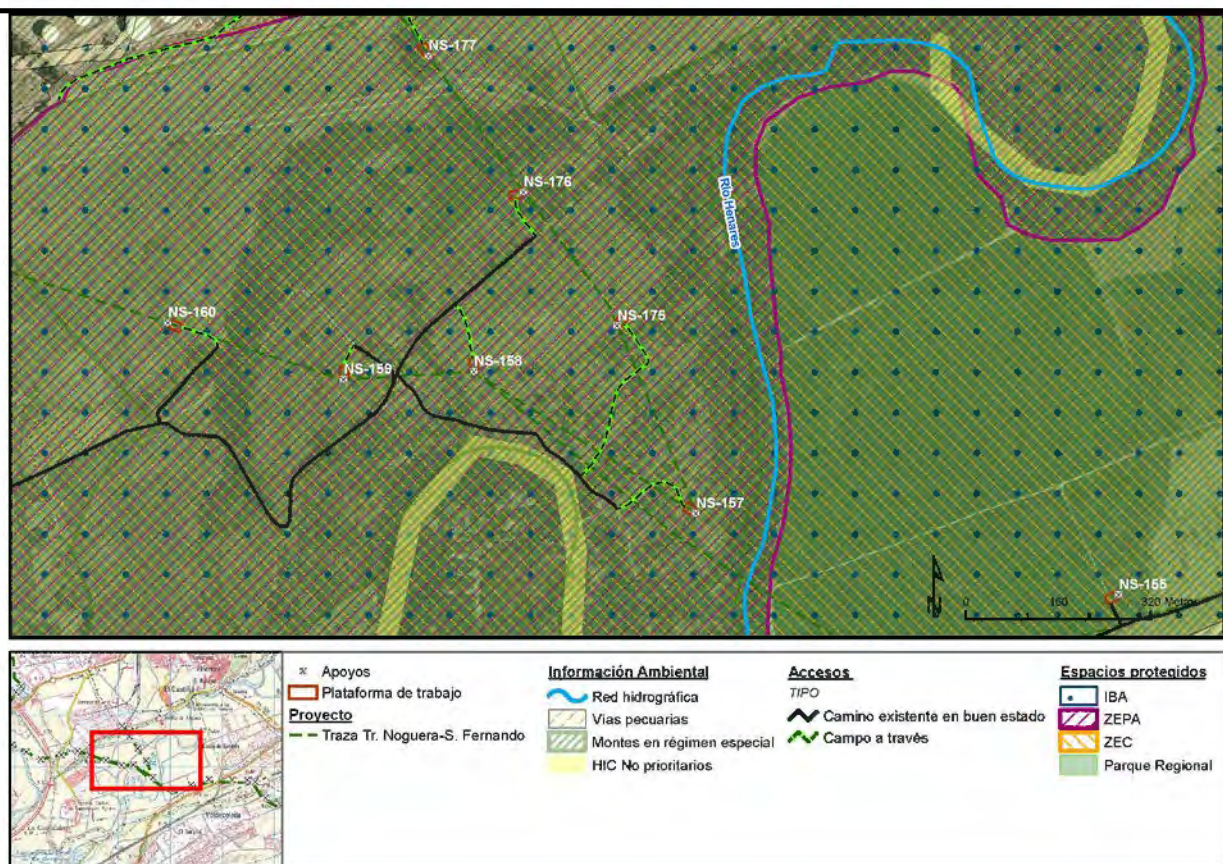 NS-177
NS-176
Río Henares
NS-160
NS-175
NS-159
NS-158
NS-157
NS-155
N
0 160 320 Metros
Apoyos
Plataforma de trabajo
Proyecto
Traza Tr. Noguera-S. Fernando
Información Ambiental
Red hidrográfica
Vias pecuarias
Montes en régimen especial
HIC No prioritarios
Accesos
TIPO
Camino existente en buen estado
Campo a través
Espacios protegidos
IBA
ZEPA
ZEC
Parque Regional